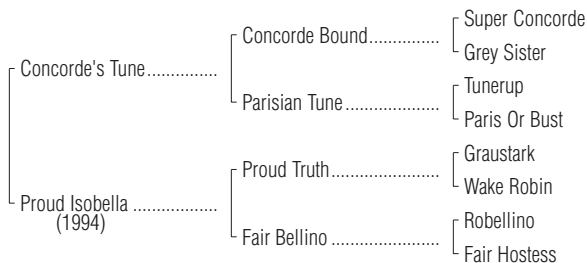 Super Concorde
Concorde Bound
Grey Sister
Concorde's Tune
Tunerup
Parisian Tune
Paris Or Bust
Graustark
Proud Truth
Wake Robin
Proud Isobella
(1994)
Robellino
Fair Bellino
Fair Hostess